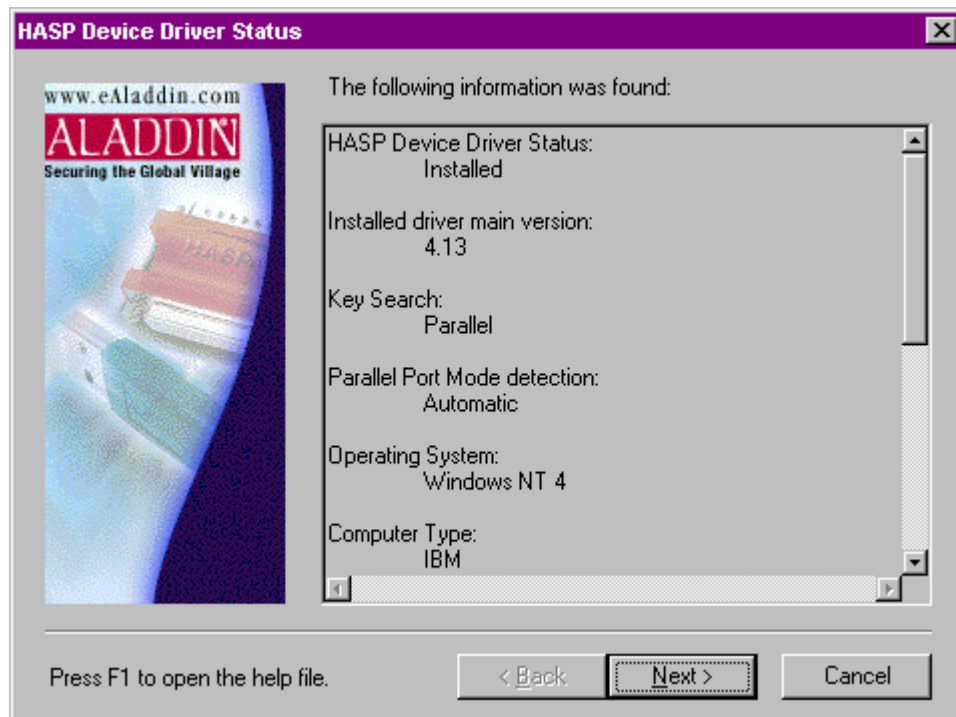 HASP Device Driver Status
www.eAladdin.com
ALADDIN
Securing the Global Village
HASP
The following information was found:
HASP Device Driver Status:
Installed
Installed driver main version:
4.13
Key Search:
Parallel
Parallel Port Mode detection:
Automatic
Operating System:
Windows NT 4
Computer Type:
IBM
Press F1 to open the help file.
< Back
Next >
Cancel